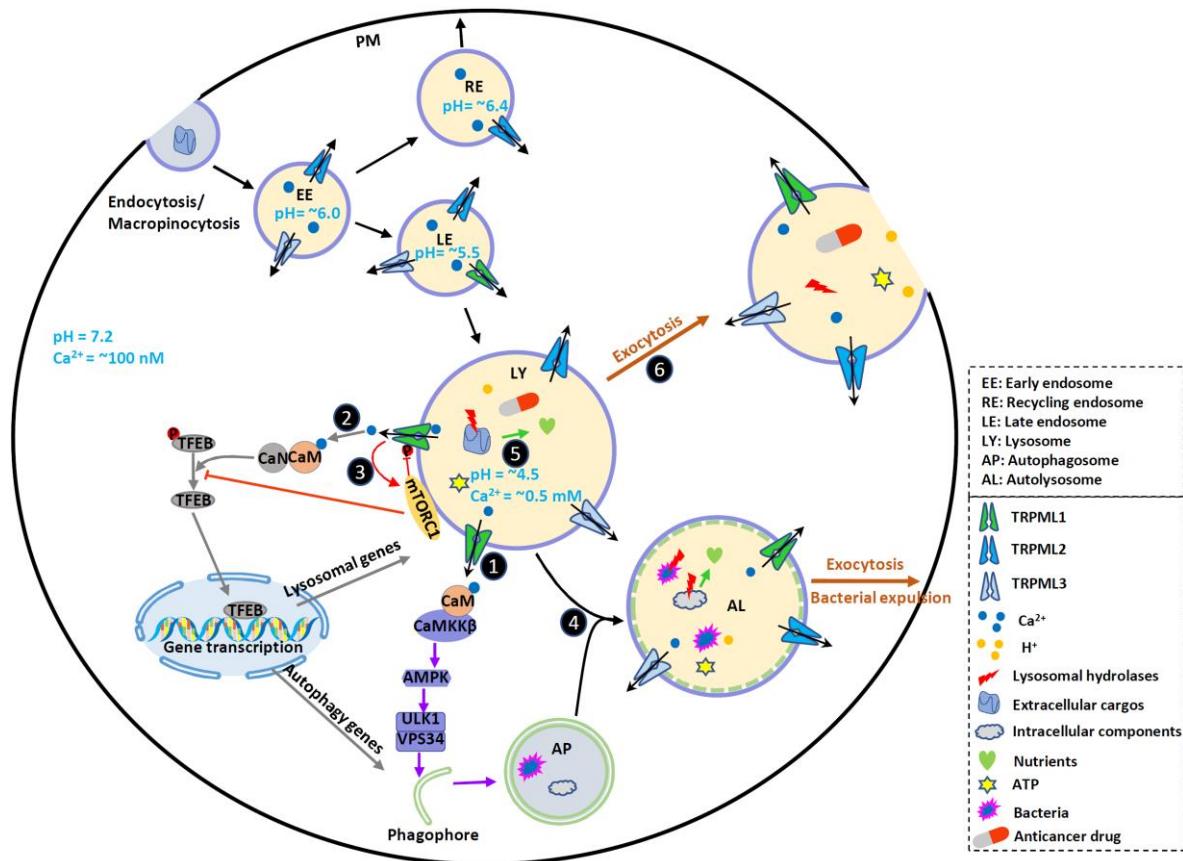 PM
RE
pH= ~6.4
EE
pH= ~6.0
Endocytosis/
Macropinocytosis
LE
pH= ~5.5
pH = 7.2
Ca²⁺ = ~100 nM
LY
Exocytosis
6
2
P
TFEB
CaN
CaM
3
P
mTORC1
5
pH = ~4.5
Ca²⁺ = ~0.5 mM
TFEB
1
Lysosomal genes
CaM
CaMKKβ
TFEB
Gene transcription
Autophagy genes
AMPK
ULK1
VPS34
Phagophore
AP
4
AL
Exocytosis
Bacterial expulsion
EE: Early endosome
RE: Recycling endosome
LE: Late endosome
LY: Lysosome
AP: Autophagosome
AL: Autolysosome
TRPML1
TRPML2
TRPML3
Ca²⁺
H⁺
Lysosomal hydrolases
Extracellular cargos
Intracellular components
Nutrients
ATP
Bacteria
Anticancer drug